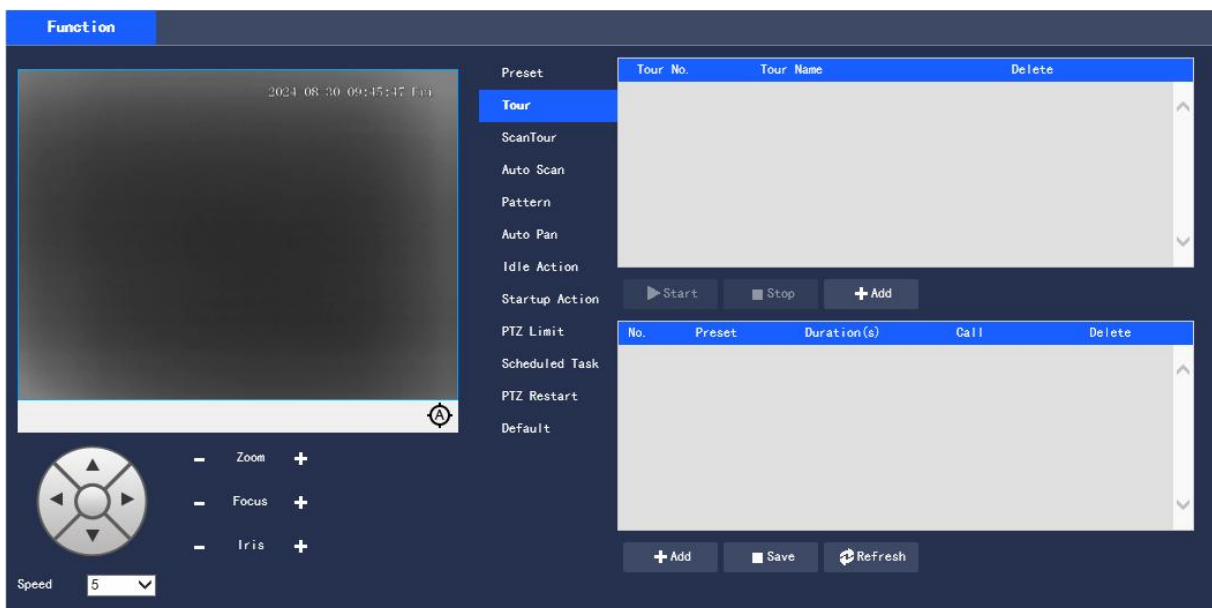 Function
2024-08-30 09:45:47 Fri
Preset
Tour
ScanTour
Auto Scan
Pattern
Auto Pan
Idle Action
Startup Action
PTZ Limit
Scheduled Task
PTZ Restart
Default
Tour No. Tour Name Delete
Start Stop Add
No. Preset Duration(s) Call Delete
Add Save Refresh
A
Zoom
Focus
Iris
Speed 5